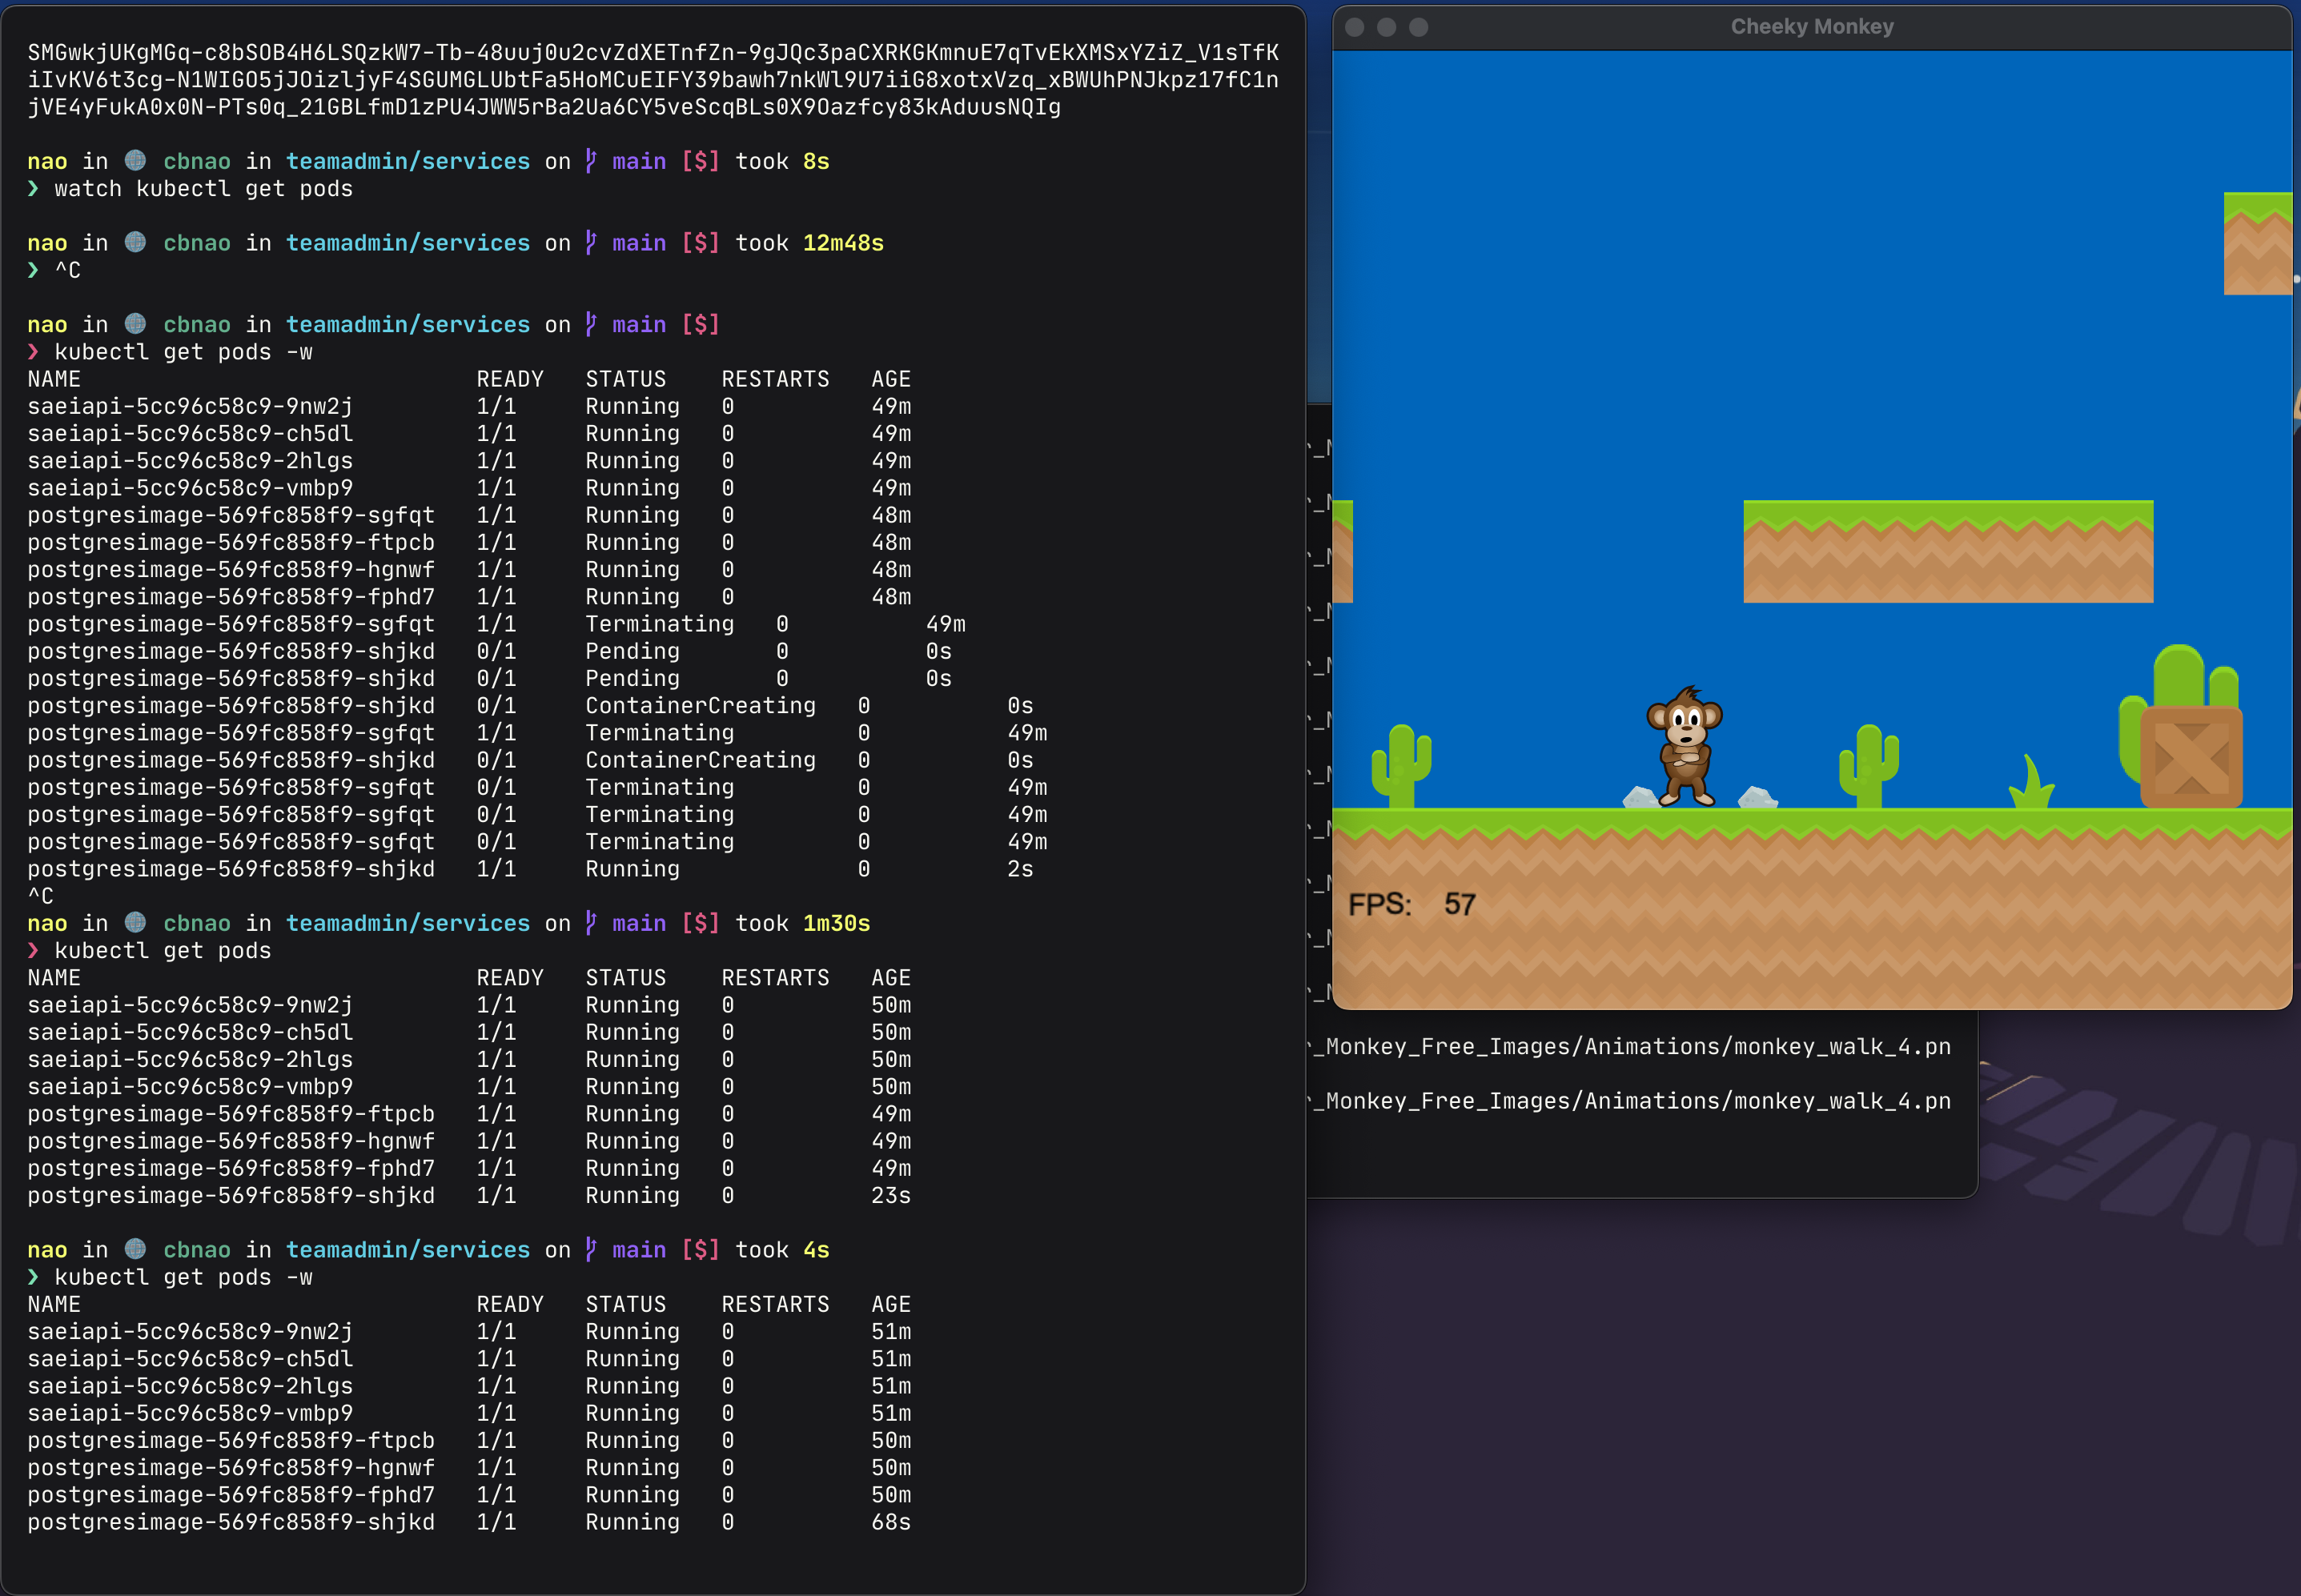 SMGwkjUKgMGq-c8bSOB4H6LSQzkW7-Tb-48uuj0u2cvZdXETnfZn-9gJQc3paCXRKGKmnuE7qTvEkXMSxYZiZ_V1sTfK
iIvKV6t3cg-N1WIGO5jJOizljyF4SGUMGLUbtFa5HoMCuEIFY39bawh7nkWl9U7iiG8xotxVzq_xBWUhPNJkpz17fC1n
jVE4yFukA0x0N-PTs0q_21GBLfmD1zPU4JWW5rBa2Ua6CY5veScqBLs0X9Oazfcy83kAduusNQIg
nao in cbnao in teamadmin/services on main [$] took 8s
❯ watch kubectl get pods
nao in cbnao in teamadmin/services on main [$] took 12m48s
❯ ^C
nao in cbnao in teamadmin/services on main [$]
❯ kubectl get pods -w
NAME READY STATUS RESTARTS AGE
saeiapi-5cc96c58c9-9nw2j 1/1 Running 0 49m
saeiapi-5cc96c58c9-ch5dl 1/1 Running 0 49m
saeiapi-5cc96c58c9-2hlgs 1/1 Running 0 49m
saeiapi-5cc96c58c9-vmbp9 1/1 Running 0 49m
postgresimage-569fc858f9-sgfqt 1/1 Running 0 48m
postgresimage-569fc858f9-ftpcb 1/1 Running 0 48m
postgresimage-569fc858f9-hgnwf 1/1 Running 0 48m
postgresimage-569fc858f9-fphd7 1/1 Running 0 48m
postgresimage-569fc858f9-sgfqt 1/1 Terminating 0 49m
postgresimage-569fc858f9-shjkd 0/1 Pending 0 0s
postgresimage-569fc858f9-shjkd 0/1 Pending 0 0s
postgresimage-569fc858f9-shjkd 0/1 ContainerCreating 0 0s
postgresimage-569fc858f9-sgfqt 1/1 Terminating 0 49m
postgresimage-569fc858f9-shjkd 0/1 ContainerCreating 0 0s
postgresimage-569fc858f9-sgfqt 0/1 Terminating 0 49m
postgresimage-569fc858f9-sgfqt 0/1 Terminating 0 49m
postgresimage-569fc858f9-sgfqt 0/1 Terminating 0 49m
postgresimage-569fc858f9-shjkd 1/1 Running 0 2s
^C
nao in cbnao in teamadmin/services on main [$] took 1m30s
❯ kubectl get pods
NAME READY STATUS RESTARTS AGE
saeiapi-5cc96c58c9-9nw2j 1/1 Running 0 50m
saeiapi-5cc96c58c9-ch5dl 1/1 Running 0 50m
saeiapi-5cc96c58c9-2hlgs 1/1 Running 0 50m
saeiapi-5cc96c58c9-vmbp9 1/1 Running 0 50m
postgresimage-569fc858f9-ftpcb 1/1 Running 0 49m
postgresimage-569fc858f9-hgnwf 1/1 Running 0 49m
postgresimage-569fc858f9-fphd7 1/1 Running 0 49m
postgresimage-569fc858f9-shjkd 1/1 Running 0 23s
nao in cbnao in teamadmin/services on main [$] took 4s
❯ kubectl get pods -w
NAME READY STATUS RESTARTS AGE
saeiapi-5cc96c58c9-9nw2j 1/1 Running 0 51m
saeiapi-5cc96c58c9-ch5dl 1/1 Running 0 51m
saeiapi-5cc96c58c9-2hlgs 1/1 Running 0 51m
saeiapi-5cc96c58c9-vmbp9 1/1 Running 0 51m
postgresimage-569fc858f9-ftpcb 1/1 Running 0 50m
postgresimage-569fc858f9-hgnwf 1/1 Running 0 50m
postgresimage-569fc858f9-fphd7 1/1 Running 0 50m
postgresimage-569fc858f9-shjkd 1/1 Running 0 68s
Cheeky Monkey
FPS: 57
_Monkey_Free_Images/Animations/monkey_walk_4.pn
_Monkey_Free_Images/Animations/monkey_walk_4.pn